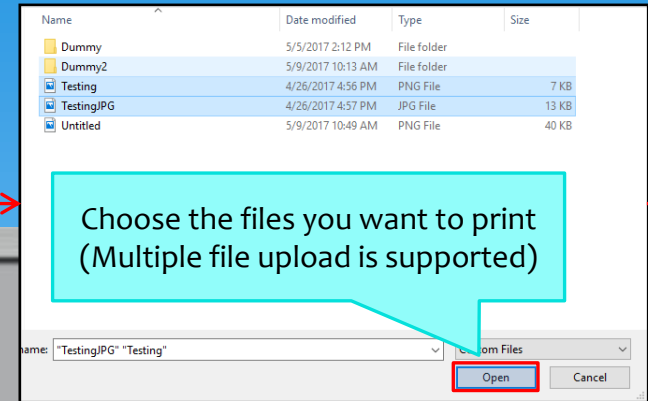 Name Date modified Type Size
Dummy 5/5/2017 2:12 PM File folder
Dummy2 5/9/2017 10:13 AM File folder
Testing 4/26/2017 4:56 PM PNG File 7 KB
TestingJPG 4/26/2017 4:57 PM JPG File 13 KB
Untitled 5/9/2017 10:49 AM PNG File 40 KB
Choose the files you want to print
(Multiple file upload is supported)
ame: "TestingJPG" "Testing" om Files
Open Cancel